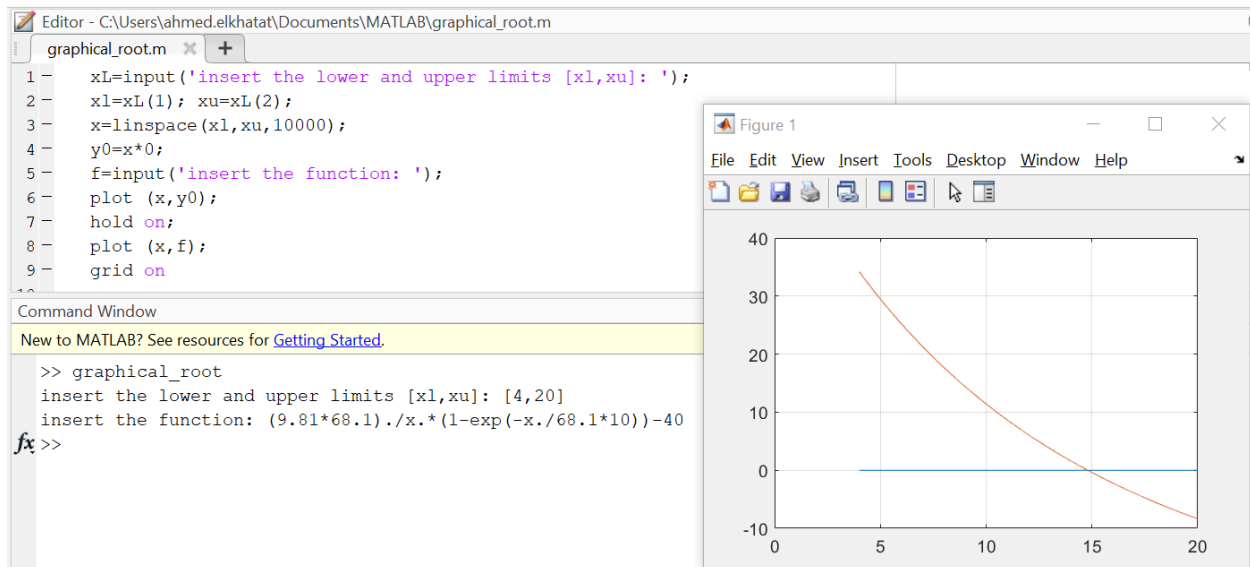 Editor - C:\Users\ahmed.elkhatat\Documents\MATLAB\graphical_root.m
graphical_root.m
1 xL=input('insert the lower and upper limits [xl,xu]: ');
2 xl=xL(1); xu=xL(2);
3 x=linspace(xl,xu,10000);
4 y0=x*0;
5 f=input('insert the function: ');
6 plot (x,y0);
7 hold on;
8 plot (x,f);
9 grid on
Command Window
New to MATLAB? See resources for Getting Started.
>> graphical_root
insert the lower and upper limits [xl,xu]: [4,20]
insert the function: (9.81*68.1)./x.*(1-exp(-x./68.1*10))-40
fx >>
Figure 1
File Edit View Insert Tools Desktop Window Help
40
30
20
10
0
-10
0 5 10 15 20